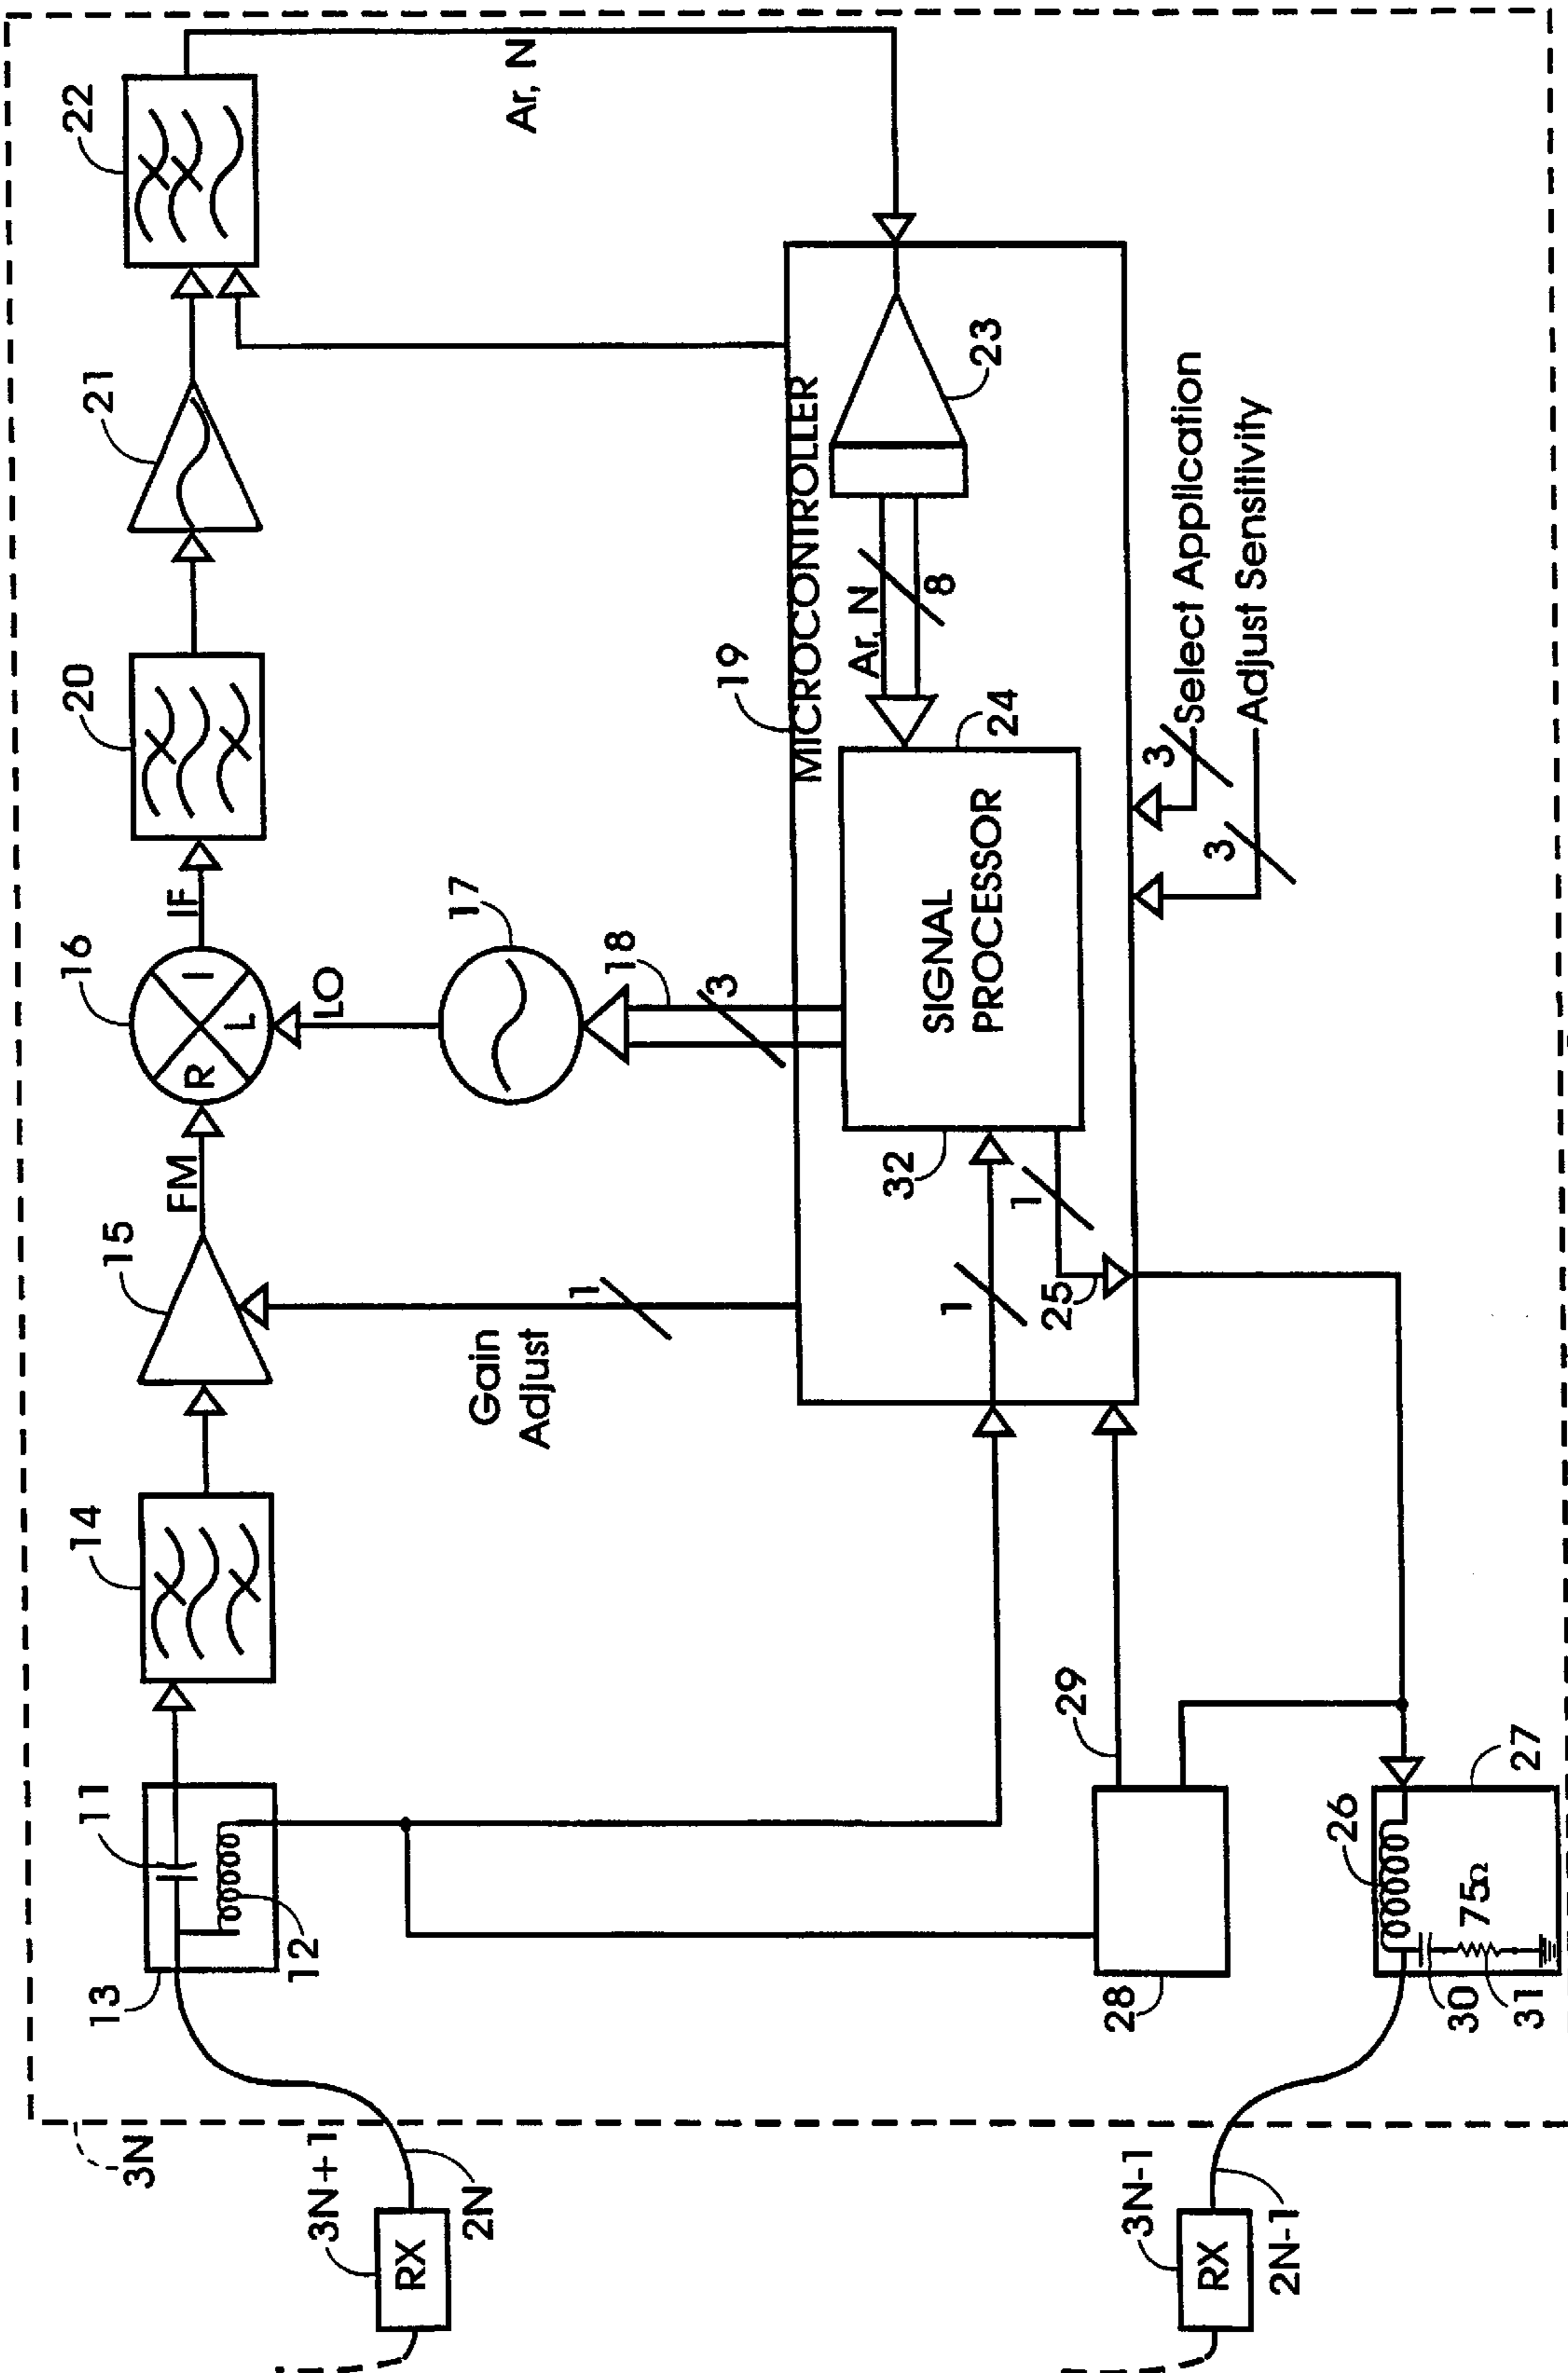 22
21
20
16
15
14
11
13
12
IF
I
L
R
FM
LO
17
18
3
Ar, N
19
MICROCONTROLLER
23
Ar, N
8
24
SIGNAL
PROCESSOR
32
1
1
25
Gain
Adjust
1
3
Select Application
3
Adjust Sensitivity
29
28
27
26
75Ω
30
31
3N
3N+1
RX
2N
3N-1
RX
2N-1